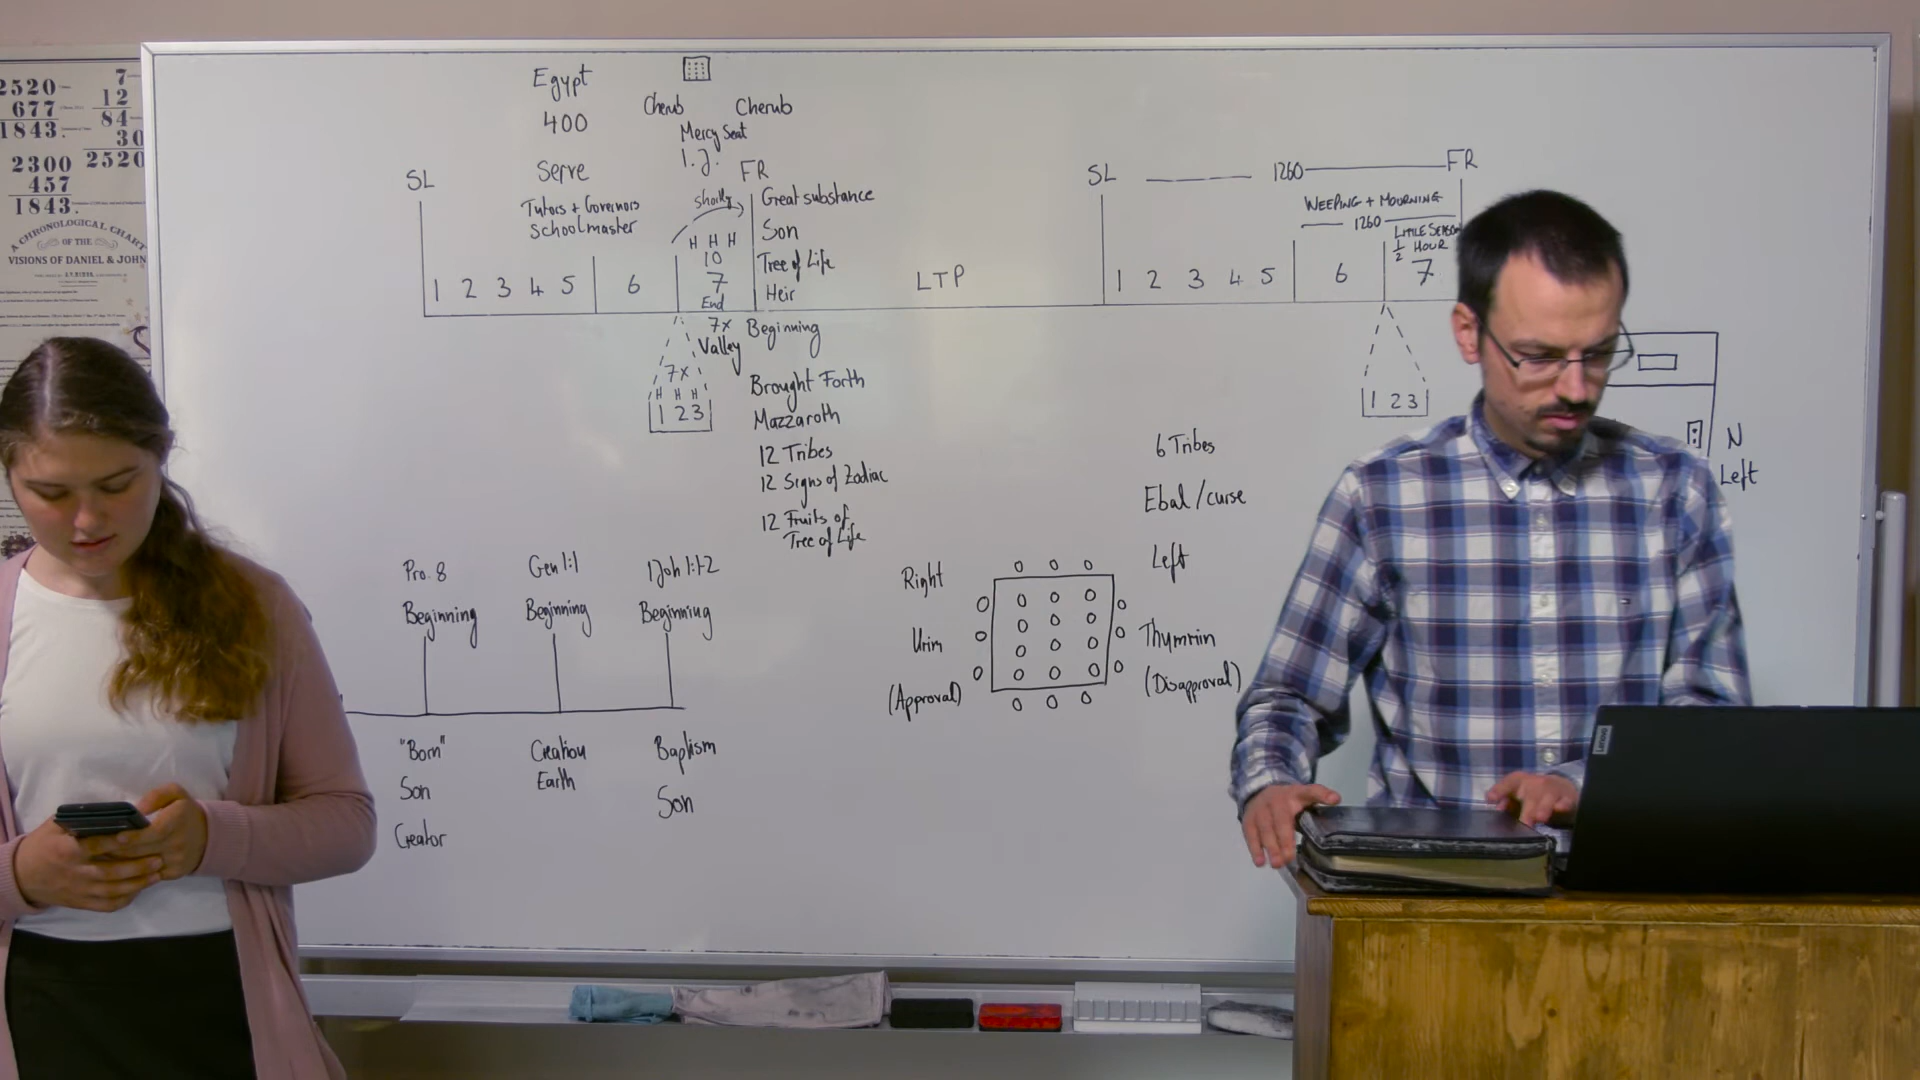 2520
677
1843.
7
12
84
30
2520
2300
457
1843.
A CHRONOLOGICAL CHART
OF THE
VISIONS OF DANIEL & JOHN
Egypt
400
Serve
Tutors + Governors
Schoolmaster
Cherub Cherub
Mercy Seat
I.J.
SL
FR
shortly
Great substance
Son
Tree of Life
Heir
H H H
10
7
End
1 2 3 4 5 6
7x Beginning
Valley
7x
H H H
1 2 3
Brought Forth
Mazzaroth
12 Tribes
12 Signs of Zodiac
12 Fruits of
Tree of Life
LTP
SL 1260 FR
WEEPING + MOURNING
1260
LITTLE SEASON
1/2 HOUR
1 2 3 4 5 6 7
1 2 3
N
Left
6 Tribes
Ebal/curse
Left
Thymmin
(Disapproval)
Right
Urim
(Approval)
Pro. 8
Beginning
"Born"
Son
Creator
Gen 1:1
Beginning
Creation
Earth
1Joh 1:1-2
Beginning
Baptism
Son
Lenovo